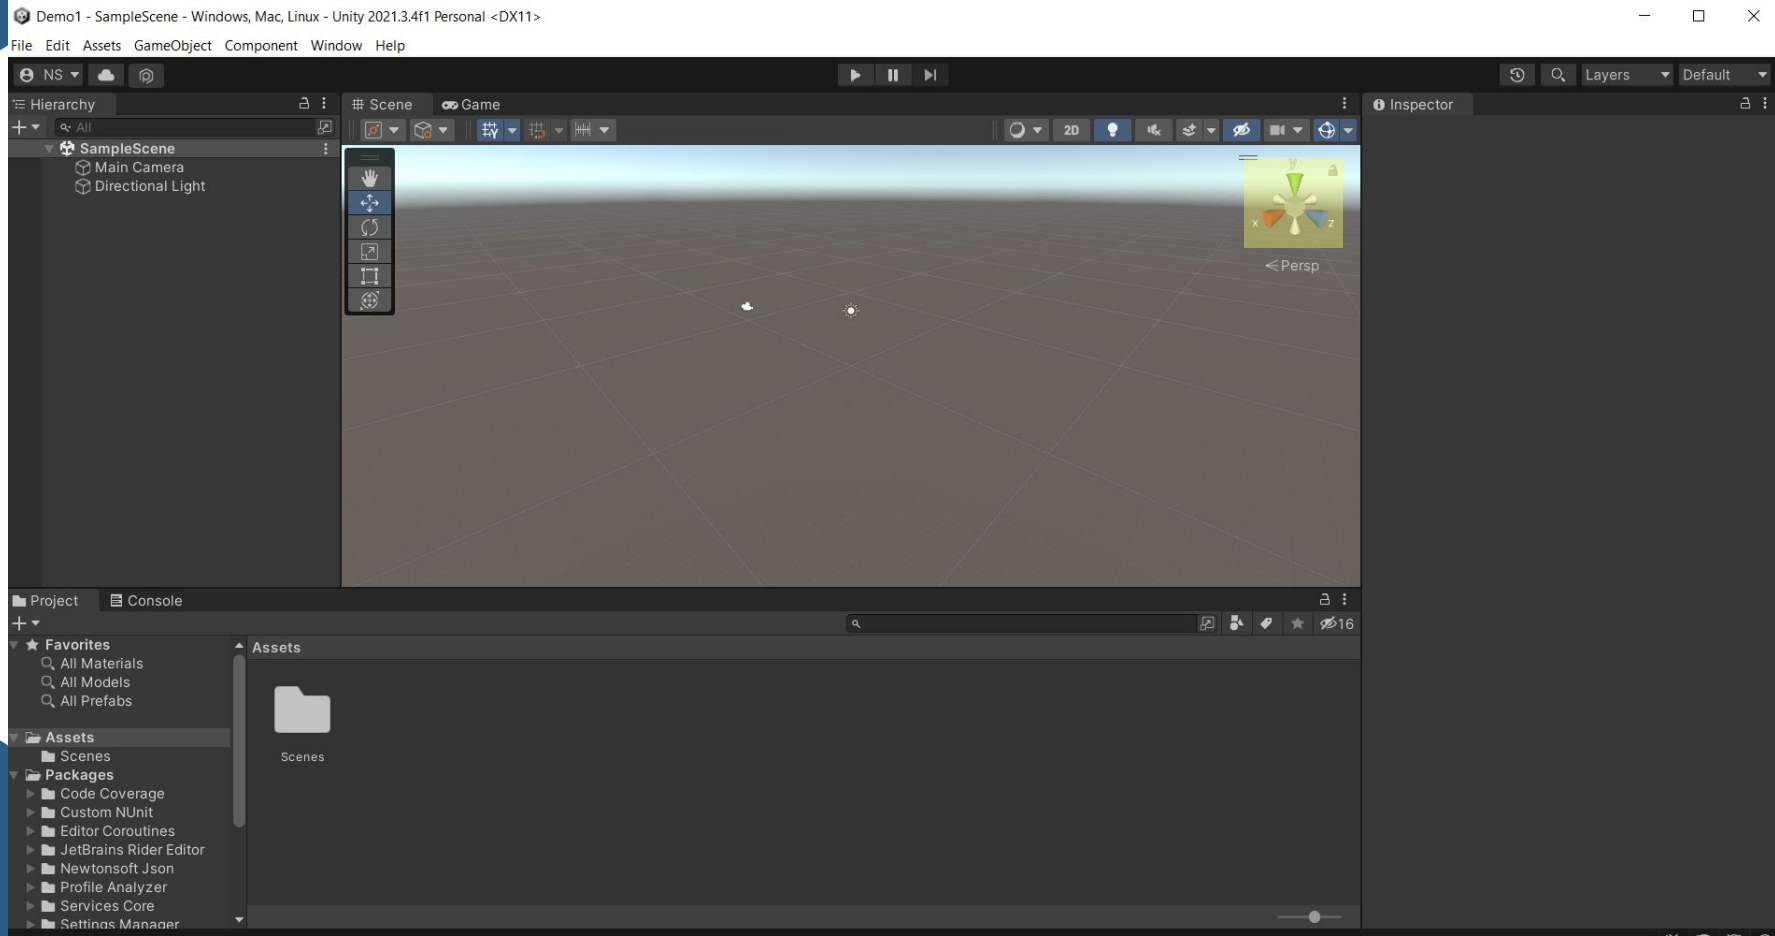 Demo1 - SampleScene - Windows, Mac, Linux - Unity 2021.3.4f1 Personal <DX11>
File Edit Assets GameObject Component Window Help
NS Layers Default
Hierarchy
Scene Game
Inspector
All
2D
SampleScene
Main Camera
Directional Light
y
x z
Persp
Project Console
16
Favorites
All Materials
All Models
All Prefabs
Assets
Scenes
Packages
Code Coverage
Custom NUnit
Editor Coroutines
JetBrains Rider Editor
Newtonsoft Json
Profile Analyzer
Services Core
Settings Manager
Assets
Scenes